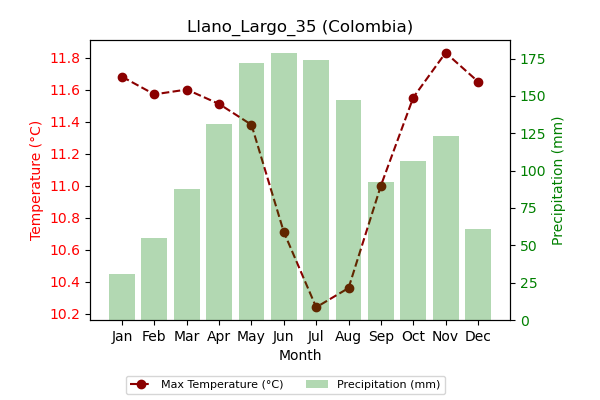 Llano_Largo_35 (Colombia)
Temperature (°C)
11.8
11.6
11.4
11.2
11.0
10.8
10.6
10.4
10.2
175
150
125
100
75
50
25
0
Precipitation (mm)
Jan Feb Mar Apr May Jun Jul Aug Sep Oct Nov Dec
Month
Max Temperature (°C) Precipitation (mm)